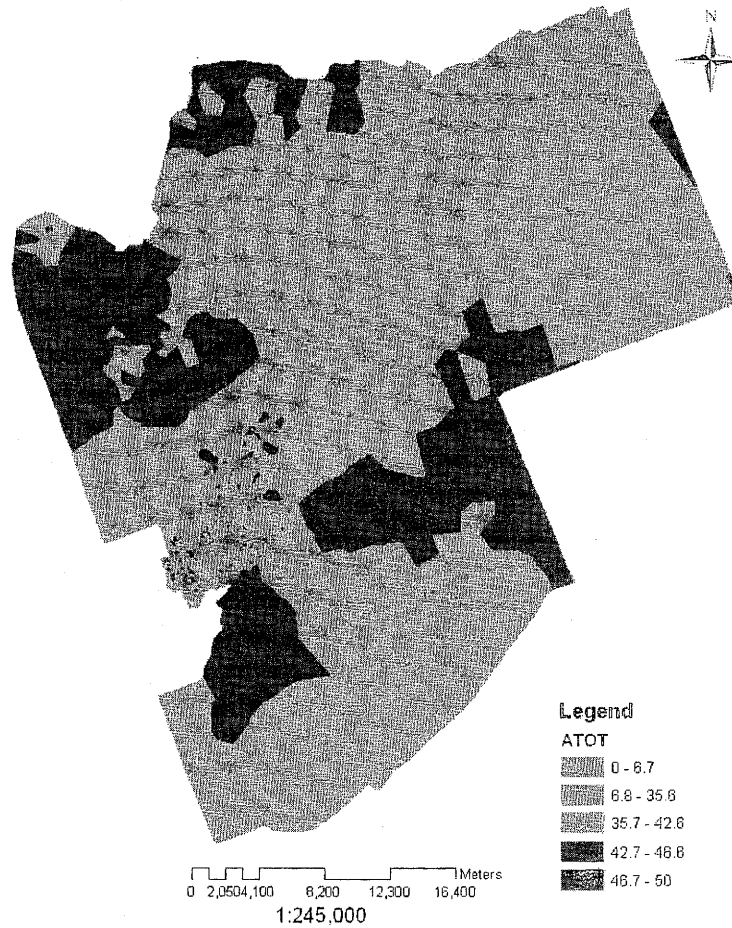 N
Legend
ATOT
0 - 6.7
6.8 - 35.6
35.7 - 42.6
42.7 - 46.6
46.7 - 50
Meters
0 2,0504,100 8,200 12,300 16,400
1:245,000